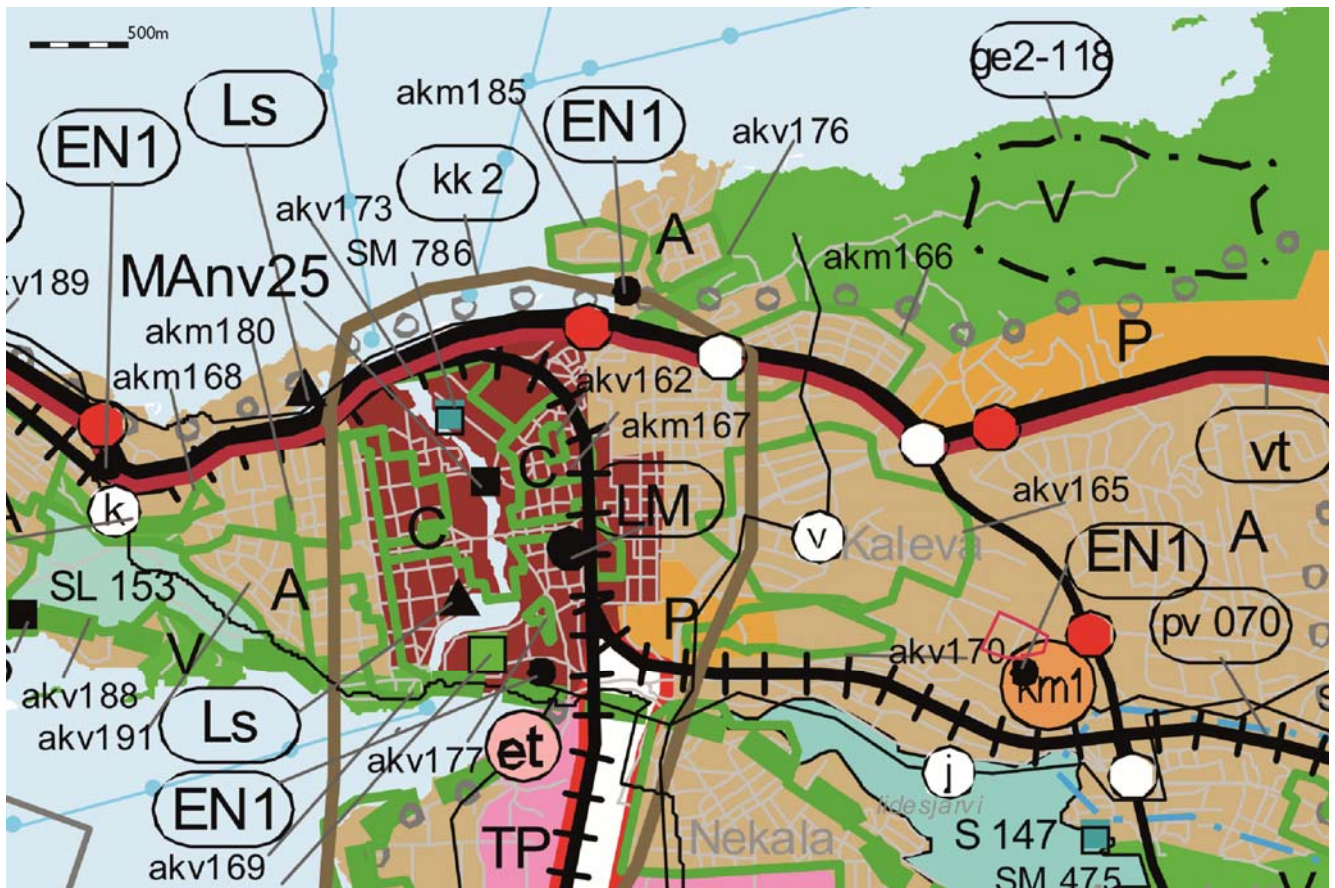 500m
ge2-118
Ls
akm185
EN1
EN1
akv176
kk 2
V
akv173
A
SM 786
akm166
MAnv25
akm180
P
akm168
akv162
akm167
C
vt
LM
akv165
k
C
v
Kaleva
EN1
A
SL 153
A
P
pv 070
V
akv170
km1
akv188
akv191
Ls
akv177
et
j
iidesjärvi
EN1
TP
Nekala
S 147
akv169
SM 475
V